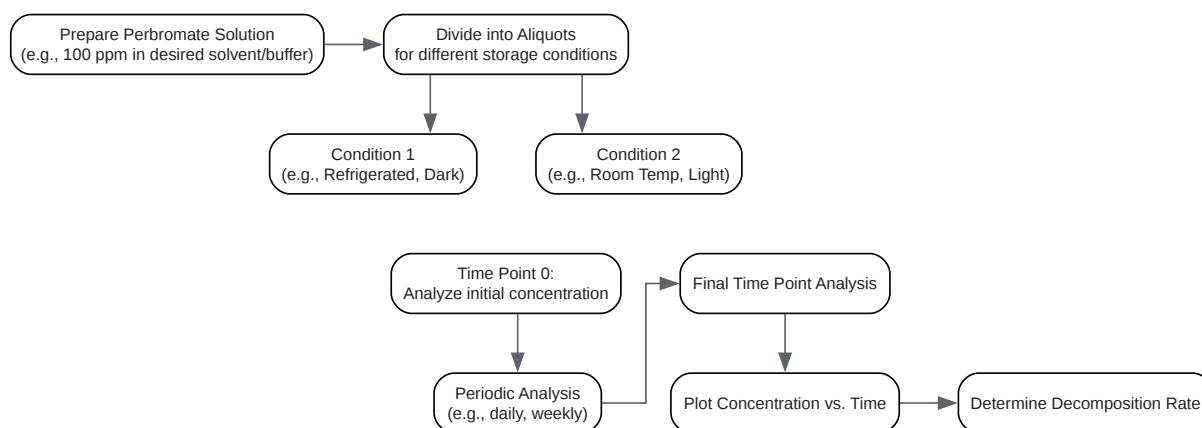 Prepare Perbromate Solution
(e.g., 100 ppm in desired solvent/buffer)
Divide into Aliquots
for different storage conditions
Condition 1
(e.g., Refrigerated, Dark)
Condition 2
(e.g., Room Temp, Light)
Time Point 0:
Analyze initial concentration
Final Time Point Analysis
Periodic Analysis
(e.g., daily, weekly)
Plot Concentration vs. Time
Determine Decomposition Rate